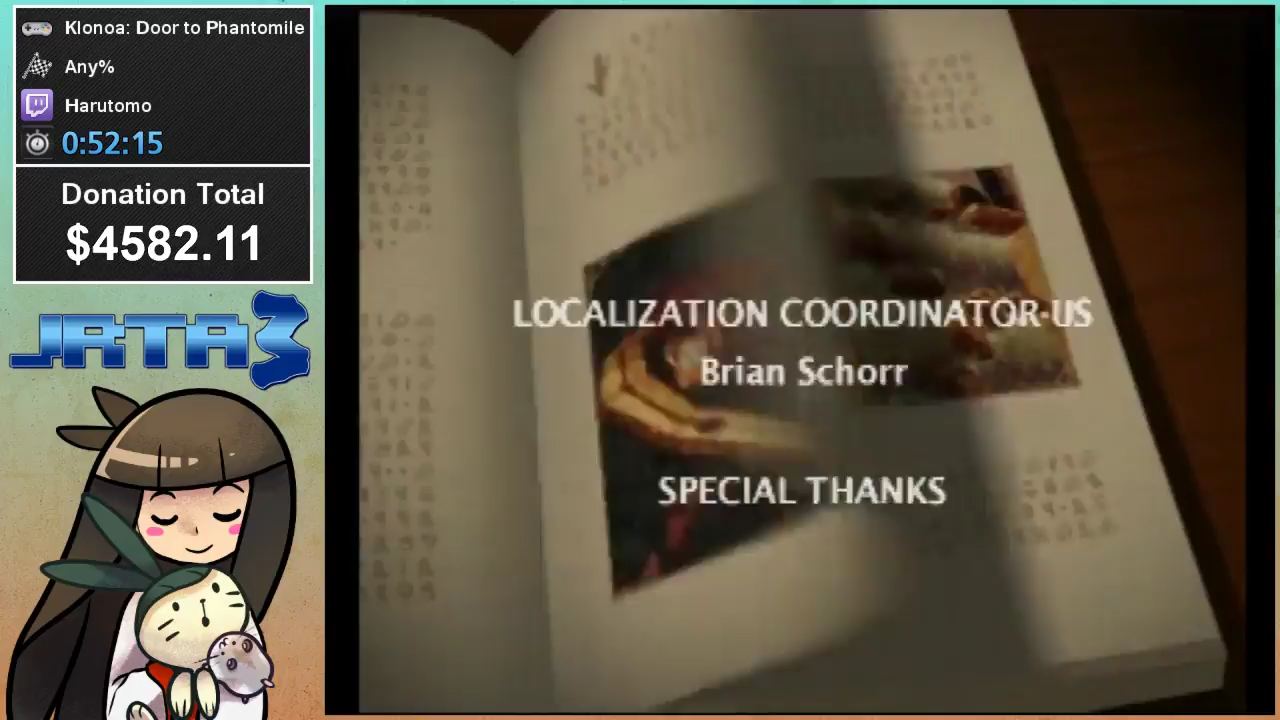 Klonoa: Door to Phantomile
Any%
Harutomo
0:52:15
Donation Total
$4582.11
JRTA3
LOCALIZATION COORDINATOR-US
Brian Schorr
SPECIAL THANKS